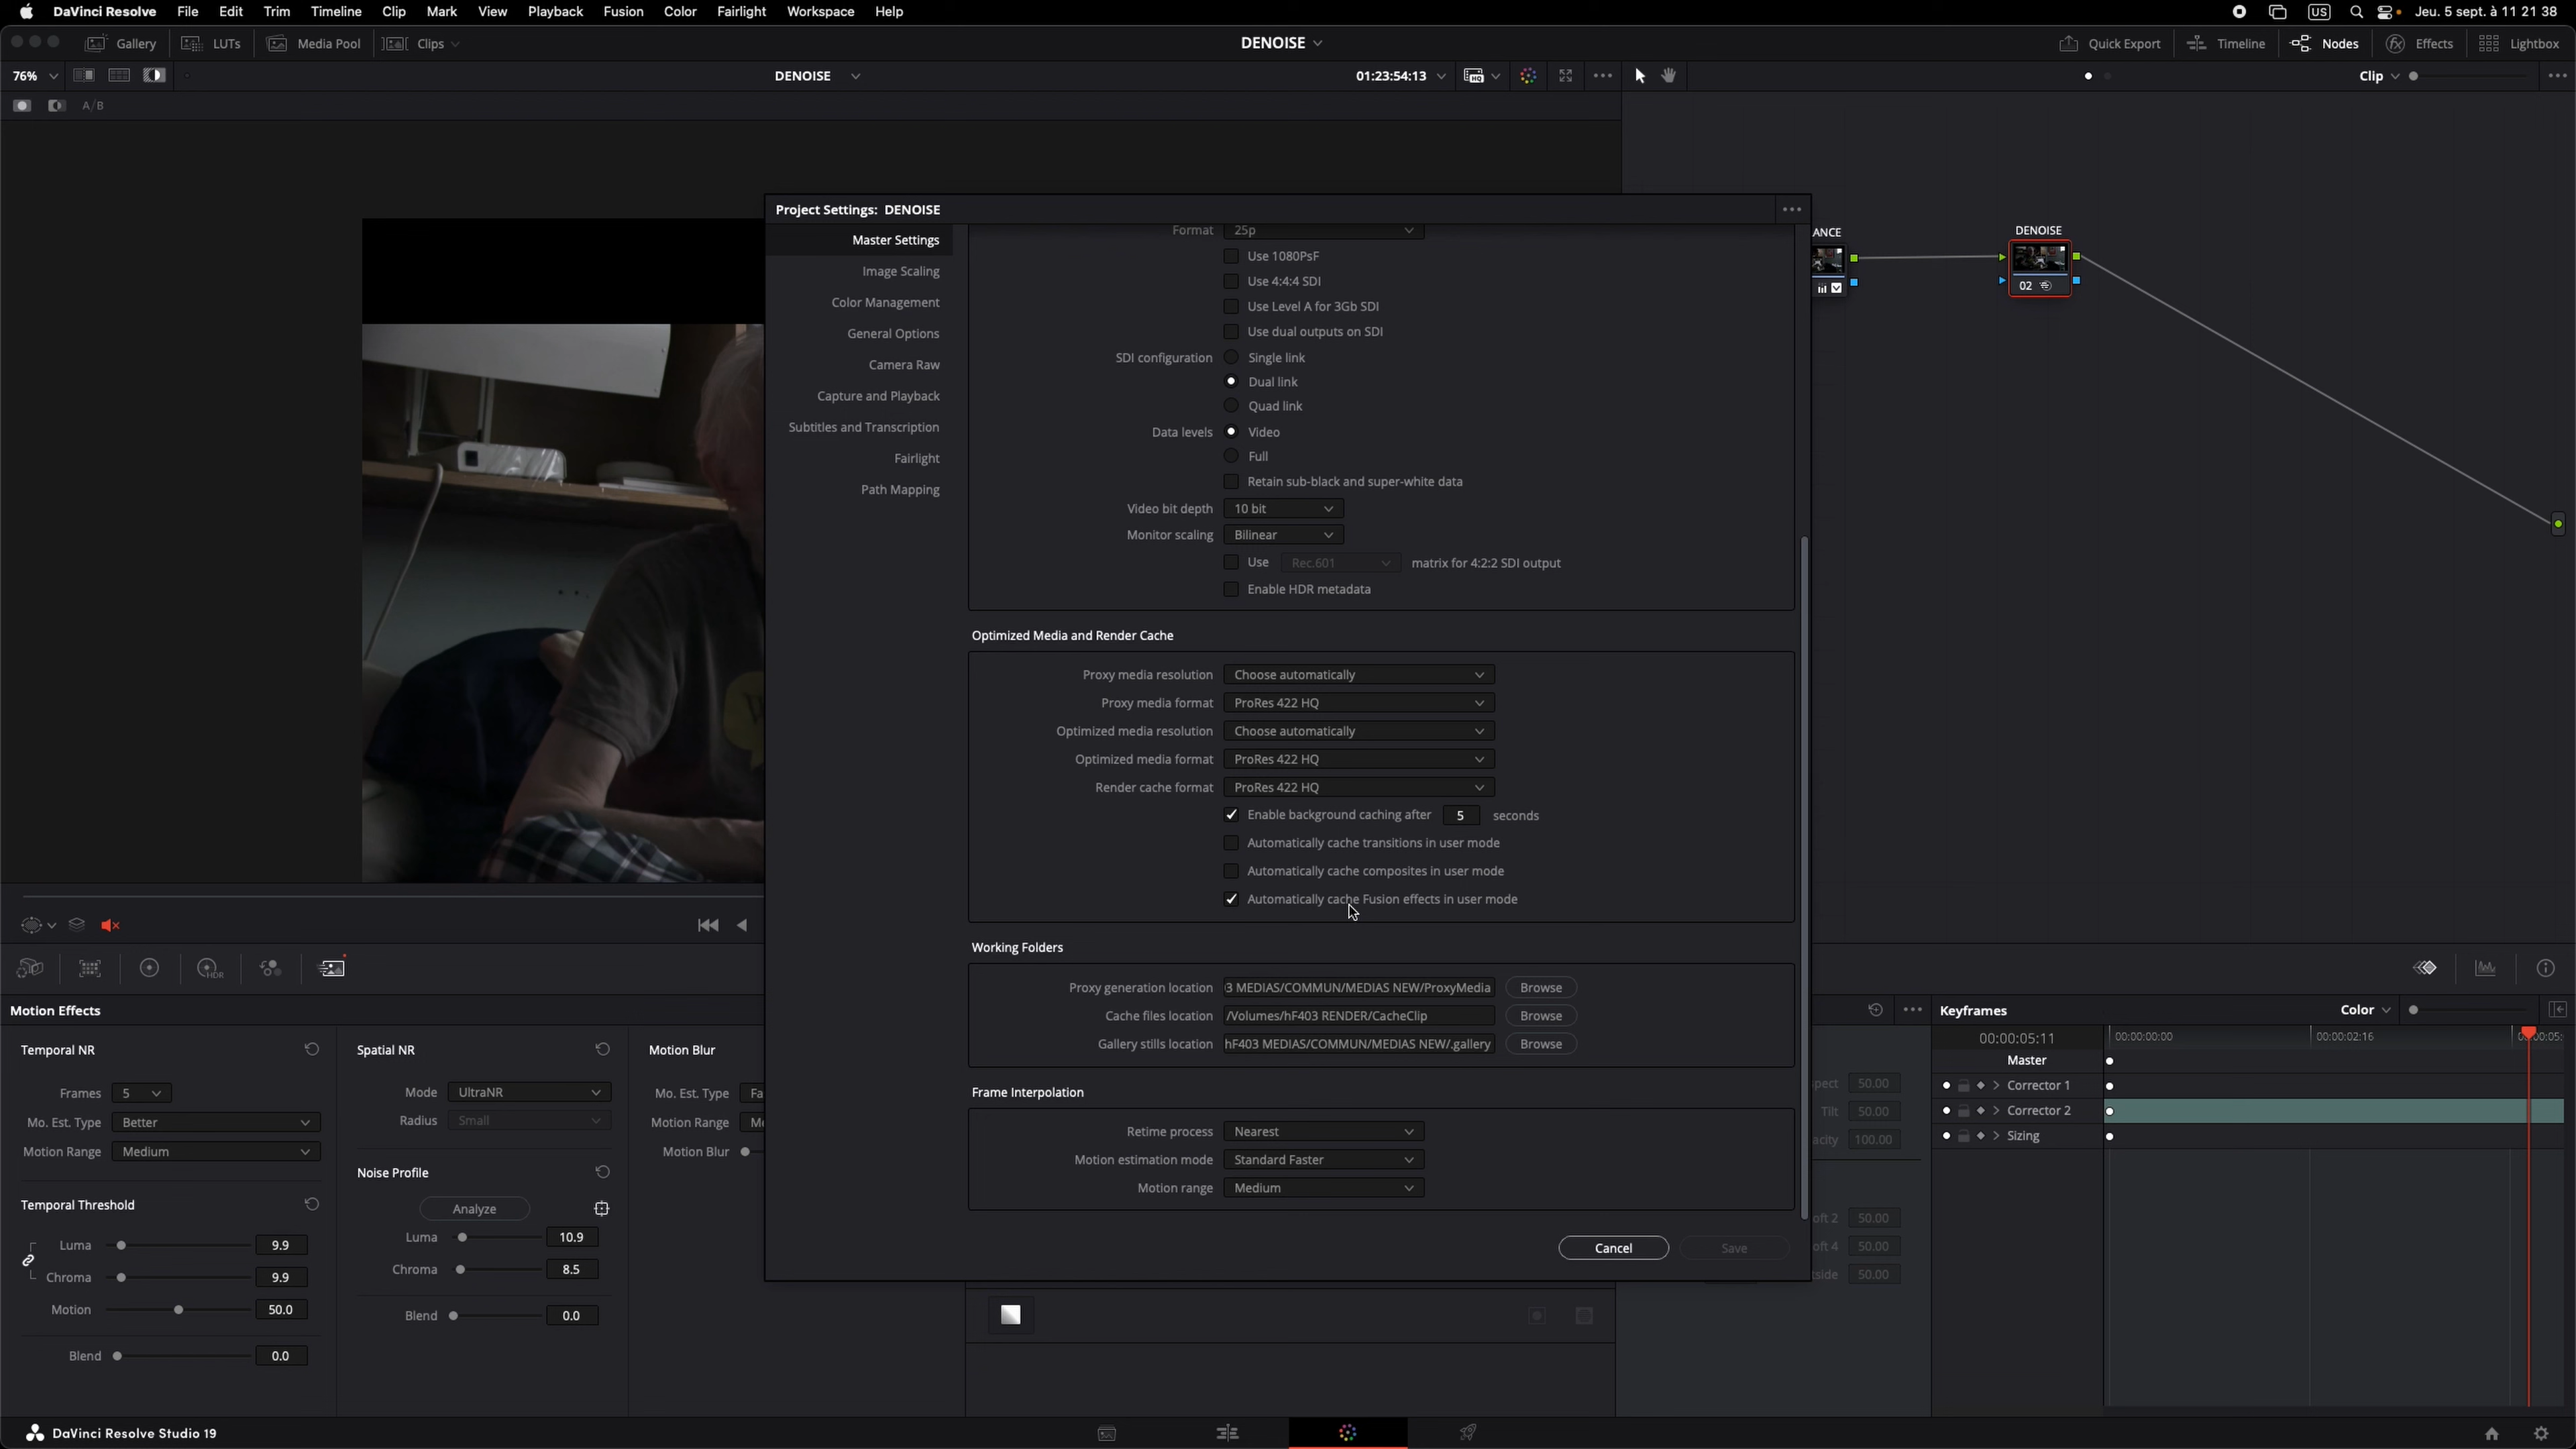 DaVinci Resolve File Edit Trim Timeline Clip Mark View Playback Fusion Color Fairlight Workspace Help US Jeu. 5 sept. à 11 21 38
Gallery LUTs Media Pool Clips DENOISE Quick Export Timeline Nodes Effects Lightbox
76% DENOISE 01:23:54:13 HQ Clip
A/B
Project Settings: DENOISE
Master Settings
Image Scaling
Color Management
General Options
Camera Raw
Capture and Playback
Subtitles and Transcription
Fairlight
Path Mapping
Format 25p
Use 1080PsF
Use 4:4:4 SDI
Use Level A for 3Gb SDI
Use dual outputs on SDI
SDI configuration Single link
Dual link
Quad link
Data levels Video
Full
Retain sub-black and super-white data
Video bit depth 10 bit
Monitor scaling Bilinear
Use Rec.601 matrix for 4:2:2 SDI output
Enable HDR metadata
Optimized Media and Render Cache
Proxy media resolution Choose automatically
Proxy media format ProRes 422 HQ
Optimized media resolution Choose automatically
Optimized media format ProRes 422 HQ
Render cache format ProRes 422 HQ
Enable background caching after 5 seconds
Automatically cache transitions in user mode
Automatically cache composites in user mode
Automatically cache Fusion effects in user mode
Working Folders
Proxy generation location 3 MEDIAS/COMMUN/MEDIAS NEW/ProxyMedia Browse
Cache files location /Volumes/hF403 RENDER/CacheClip Browse
Gallery stills location hF403 MEDIAS/COMMUN/MEDIAS NEW/.gallery Browse
Frame Interpolation
Retime process Nearest
Motion estimation mode Standard Faster
Motion range Medium
Cancel Save
ANCE DENOISE
02
HDR
Motion Effects
Temporal NR
Frames 5
Mo. Est. Type Better
Motion Range Medium
Temporal Threshold
Luma 9.9
Chroma 9.9
Motion 50.0
Blend 0.0
Spatial NR
Mode UltraNR
Radius Small
Noise Profile
Analyze
Luma 10.9
Chroma 8.5
Blend 0.0
Motion Blur
Mo. Est. Type Fa
Motion Range Me
Motion Blur
pect 50.00
Tilt 50.00
acity 100.00
oft 2 50.00
oft 4 50.00
side 50.00
Keyframes Color
00:00:05:11 00:00:00:00 00:00:02:16
Master
Corrector 1
Corrector 2
Sizing
DaVinci Resolve Studio 19